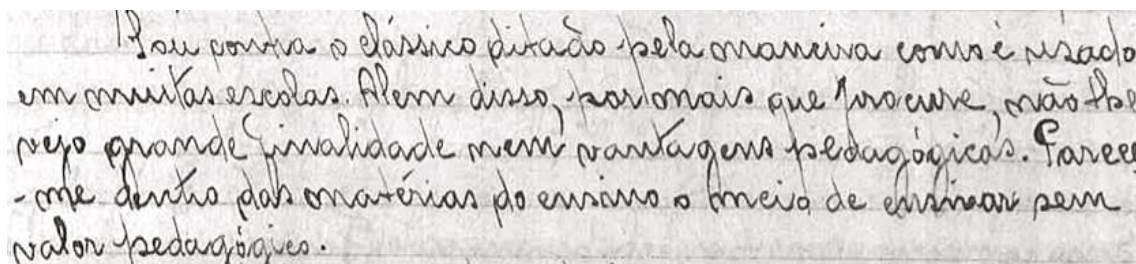 Sou contra o clássico ditado pela maneira como é usado
em muitas escolas. Alem disso, por mais que procure, não lhe
vejo grande finalidade nem vantagens pedagógicas. Parece
-me dentro das matérias do ensino o meio de ensinar sem
valor pedagógico.